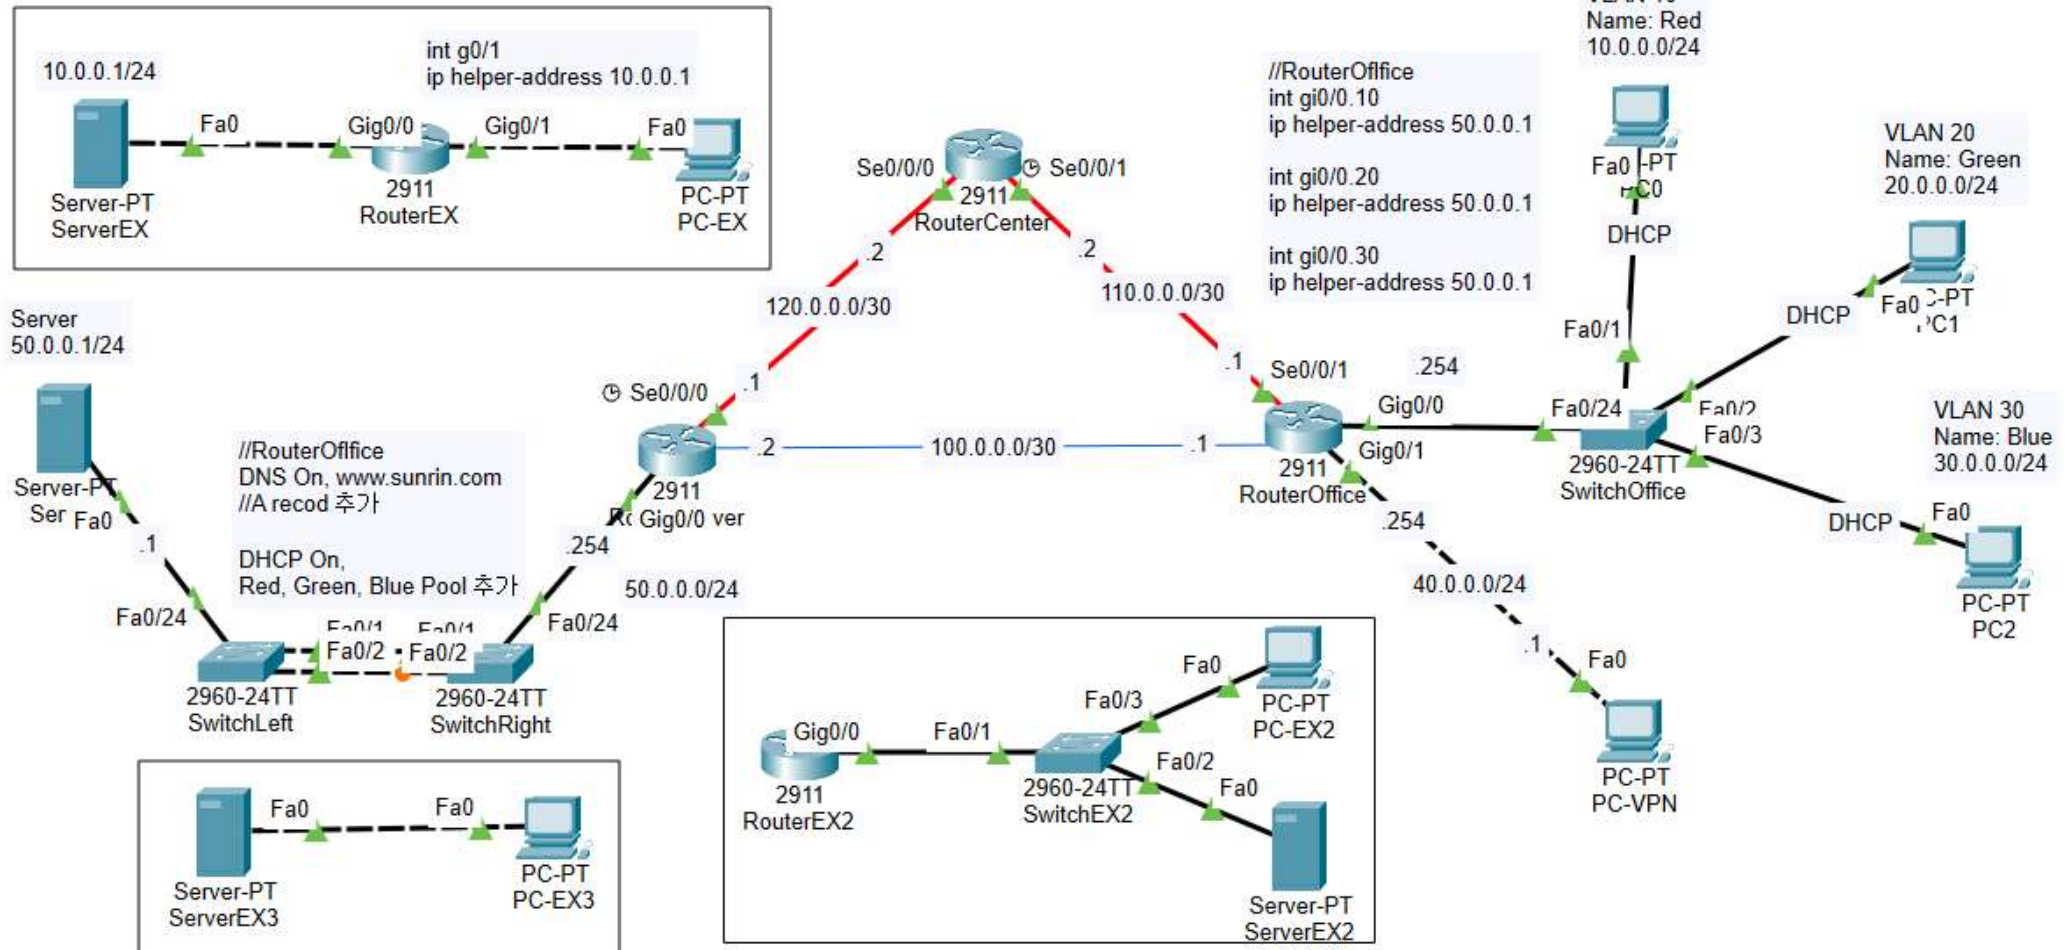 10.0.0.1/24
int g0/1
ip helper-address 10.0.0.1
Fa0
Gig0/0
Gig0/1
Fa0
Server-PT
ServerEX
2911
RouterEX
PC-PT
PC-EX
Server
50.0.0.1/24
Server-PT
Ser
Fa0
.1
Fa0/24
//RouterOflfice
DNS On, www.sunrin.com
//A recod 추가
DHCP On,
Red, Green, Blue Pool 추가
Fa0/1
Fa0/1
Fa0/2
Fa0/2
2960-24TT
SwitchLeft
2960-24TT
SwitchRight
Fa0/24
.254
50.0.0.0/24
Se0/0/0
.1
2911
Gig0/0
ver
.2
100.0.0.0/30
.1
120.0.0.0/30
.2
Se0/0/0
Se0/0/1
2911
RouterCenter
.2
110.0.0.0/30
.1
Se0/0/1
//RouterOflfice
int gi0/0.10
ip helper-address 50.0.0.1
int gi0/0.20
ip helper-address 50.0.0.1
int gi0/0.30
ip helper-address 50.0.0.1
2911
RouterOffice
.254
Gig0/0
Gig0/1
.254
40.0.0.0/24
.1
Fa0
PC-PT
PC-VPN
Fa0/24
Fa0/1
Fa0/2
Fa0/3
2960-24TT
SwitchOffice
Name: Red
10.0.0.0/24
Fa0
-PT
DHCP
VLAN 20
Name: Green
20.0.0.0/24
DHCP
Fa0
-PT
C1
VLAN 30
Name: Blue
30.0.0.0/24
DHCP
Fa0
PC-PT
PC2
Fa0
Fa0
Server-PT
ServerEX3
PC-PT
PC-EX3
Gig0/0
Fa0/1
Fa0/3
Fa0
Fa0/2
Fa0
2911
RouterEX2
2960-24TT
SwitchEX2
PC-PT
PC-EX2
Server-PT
ServerEX2